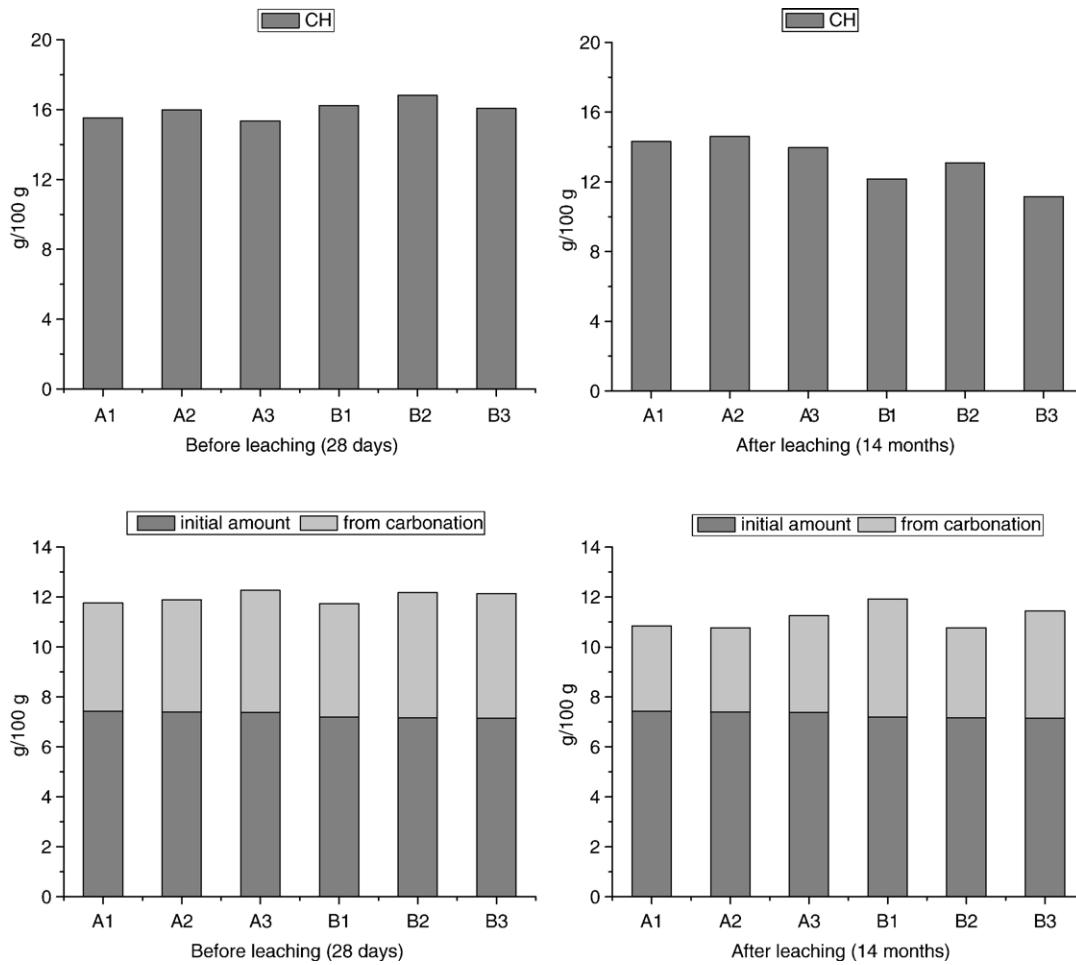 CH
20
16
12
8
4
0
g/100 g
A1 A2 A3 B1 B2 B3
Before leaching (28 days)
CH
20
16
12
8
4
0
g/100 g
A1 A2 A3 B1 B2 B3
After leaching (14 months)
initial amount from carbonation
14
12
10
8
6
4
2
0
g/100 g
A1 A2 A3 B1 B2 B3
Before leaching (28 days)
initial amount from carbonation
14
12
10
8
6
4
2
0
g/100 g
A1 A2 A3 B1 B2 B3
After leaching (14 months)